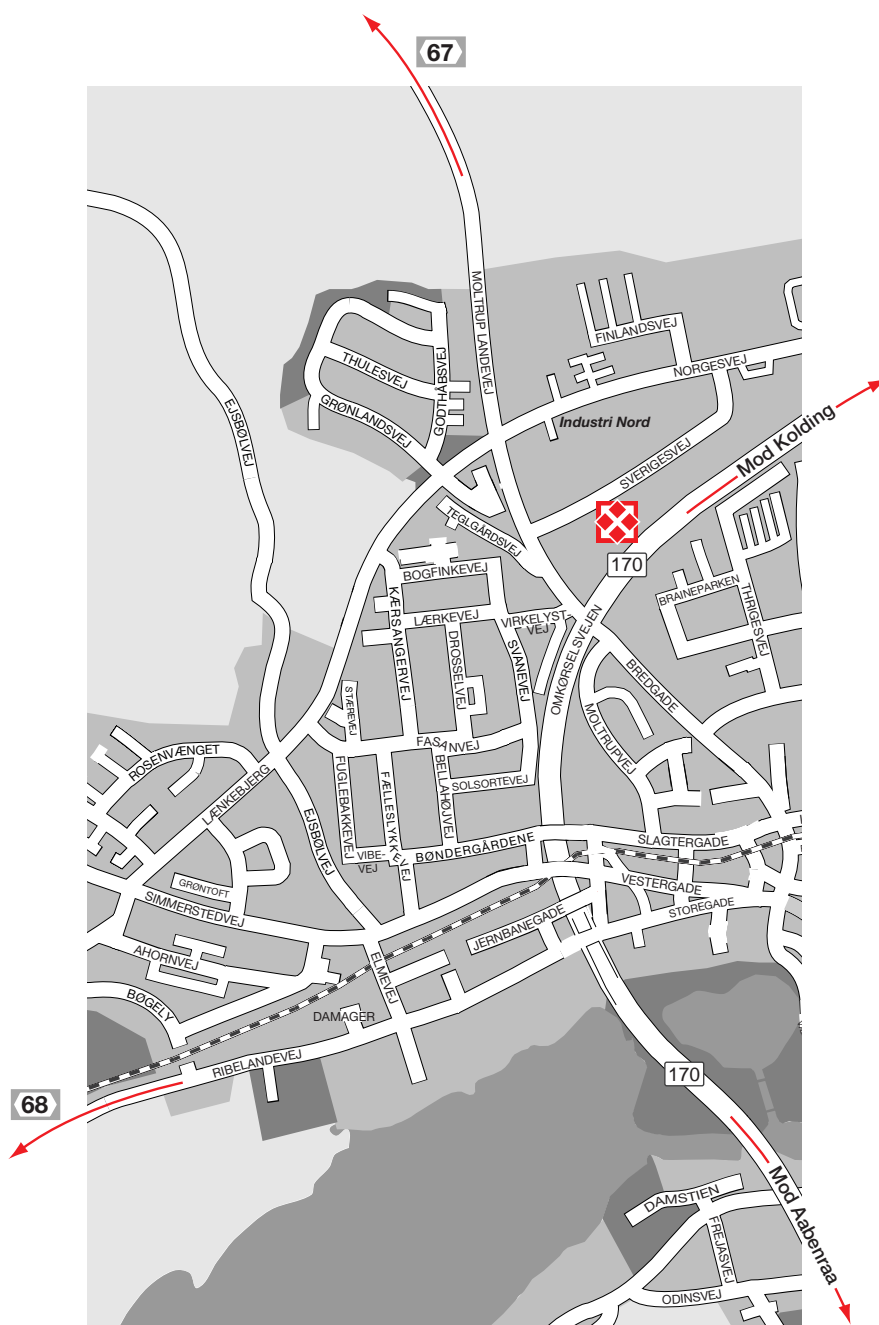 67
MOLTRUP LANDEVEJ
FINLANDSVEJ
NORGESVEJ
THULESVEJ
GODTHÅBSVEJ
GRØNLANDSVEJ
Industri Nord
EJSBØLVEJ
SVERIGESVEJ
Mod Kolding
TEGLGÅRDSVEJ
170
BOGFINKEVEJ
BRAINEPARKEN
KÆRSANGERVEJ
LÆRKEVEJ
VIRKELYST-
VEJ
THRIGESVEJ
DROSSELVEJ
SVANEVEJ
OMKØRSELSVEJEN
BREDGADE
STÆREVEJ
MOLTRUPVEJ
ROSENVÆNGET
FASANVEJ
LÆNKEBJERG
FUGLEBAKKEVEJ
FÆLLESLYKKEVEJ
BELLAHØJVEJ
SOLSORTEVEJ
EJSBØLVEJ
VIBE-
VEJ
BØNDERGÅRDENE
SLAGTERGADE
GRØNTOFT
VESTERGADE
SIMMERSTEDVEJ
STOREGADE
JERNBANEGADE
AHORNVEJ
ELMEVEJ
BØGELY
DAMAGER
RIBELANDEVEJ
170
68
DAMSTIEN
Mod Aabenraa
FREJASVEJ
ODINSVEJ